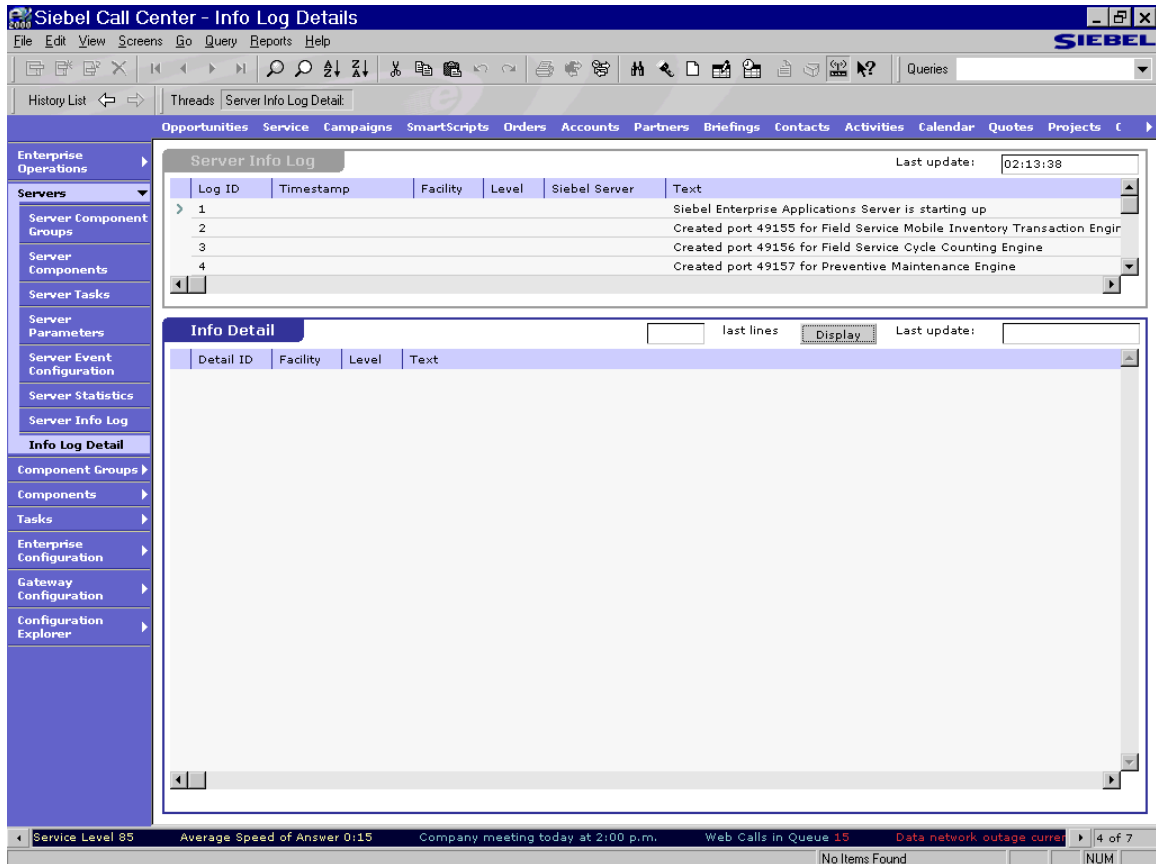 Siebel Call Center - Info Log Details
File Edit View Screens Go Query Reports Help
SIEBEL
Queries
History List Threads Server Info Log Detail:
Opportunities Service Campaigns SmartScripts Orders Accounts Partners Briefings Contacts Activities Calendar Quotes Projects
Enterprise Operations
Servers
Server Component Groups
Server Components
Server Tasks
Server Parameters
Server Event Configuration
Server Statistics
Server Info Log
Info Log Detail
Component Groups
Components
Tasks
Enterprise Configuration
Gateway Configuration
Configuration Explorer
Server Info Log
Last update: 02:13:38
Log ID Timestamp Facility Level Siebel Server Text
1 Siebel Enterprise Applications Server is starting up
2 Created port 49155 for Field Service Mobile Inventory Transaction Engin
3 Created port 49156 for Field Service Cycle Counting Engine
4 Created port 49157 for Preventive Maintenance Engine
Info Detail
last lines Display Last update:
Detail ID Facility Level Text
Service Level 85 Average Speed of Answer 0:15 Company meeting today at 2:00 p.m. Web Calls in Queue 15 Data network outage curren 4 of 7
No Items Found NUM